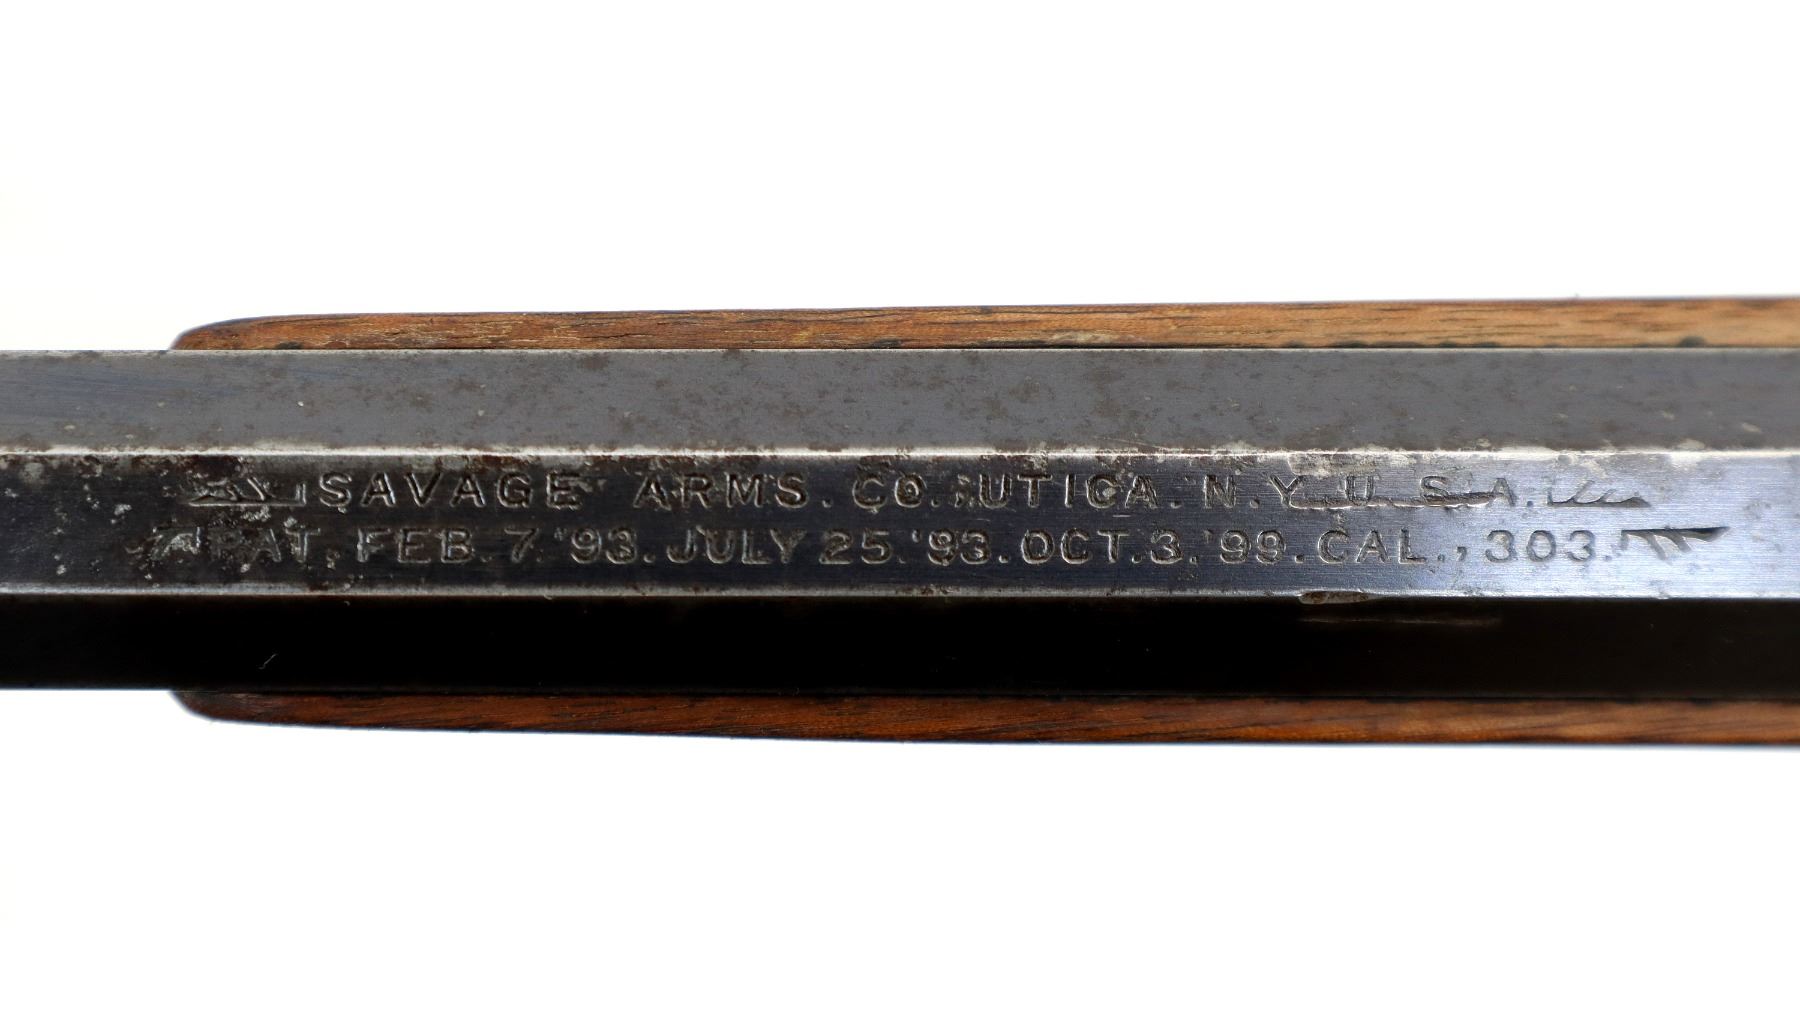 SAVAGE ARMS. CO. UTICA. N.Y. U.S.A.
PAT. FEB. 7 '93. JULY 25. '93. OCT. 3. '99. CAL., 303.